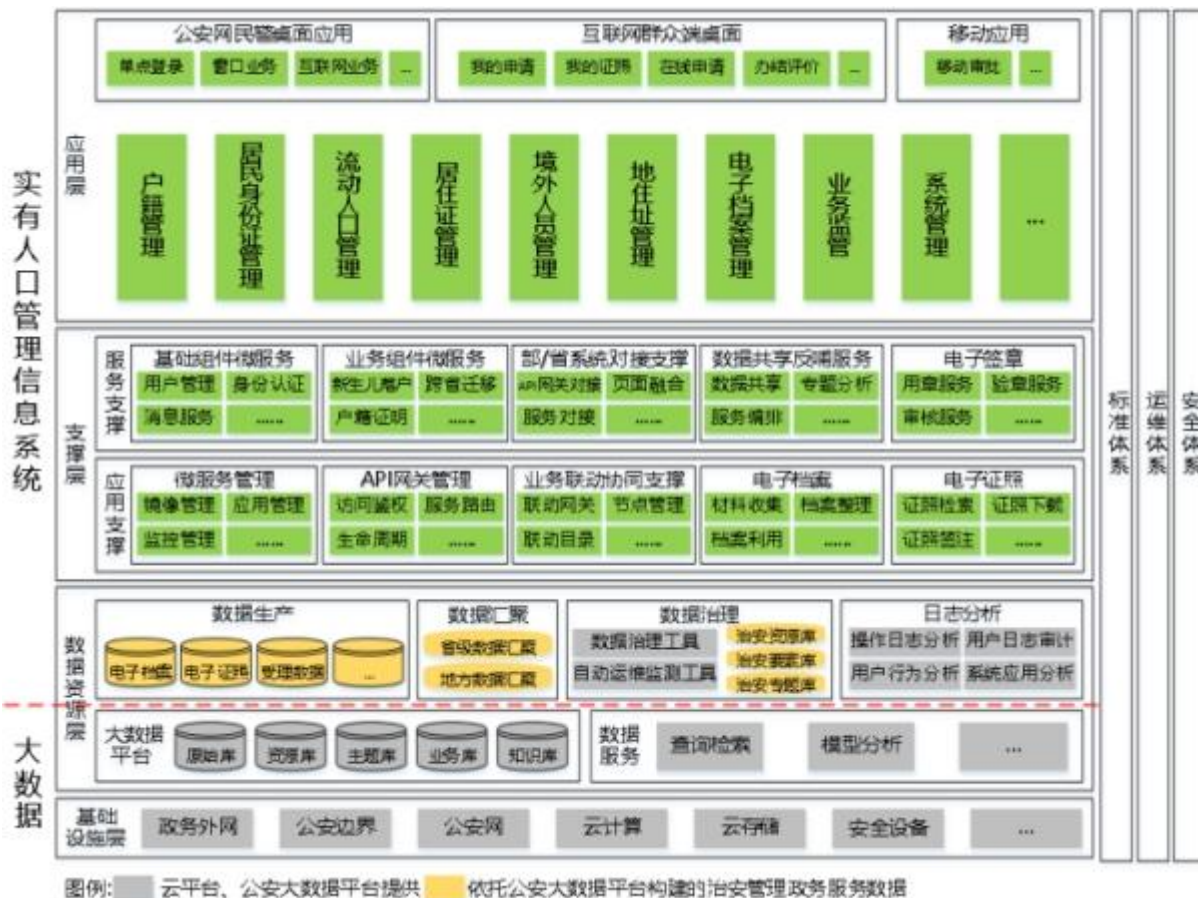 公安网民警桌面应用
单点登录 窗口业务 互联网业务 ...
互联网群众端桌面
我的申请 我的证照 在线申请 办结评价 ...
移动应用
移动审批 ...
应用层
户籍管理
居民身份证管理
流动人口管理
居住证管理
境外人员管理
地住址管理
电子档案管理
业务监管
系统管理
...
实有人口管理信息系统
支撑层
服务支撑
基础组件微服务
用户管理 身份认证
消息服务 ......
业务组件微服务
新生儿落户 跨省迁移
户籍证明 ......
部/省系统对接支撑
API网关对接 页面融合
服务对接 ......
数据共享反哺服务
数据共享 专题分析
服务编排 ......
电子签章
用章服务 验章服务
审核服务 ......
应用支撑
微服务管理
镜像管理 应用管理
监控管理 ......
API网关管理
访问鉴权 服务路由
生命周期 ......
业务联动协同支撑
联动网关 节点管理
联动目录 ......
电子档案
材料收集 档案整理
档案利用 ......
电子证照
证照检索 证照下载
证照签注 ......
数据资源层
数据生产
电子档案 电子证照 受理数据 ...
数据汇聚
省级数据汇聚
地方数据汇聚
数据治理
数据治理工具
自动运维监测工具
治安资源库
治安主题库
治安专题库
日志分析
操作日志分析 用户日志审计
用户行为分析 系统应用分析
大数据
大数据平台
原始库 资源库 主题库 业务库 知识库
数据服务
查询检索 模型分析 ...
基础设施层
政务外网 公安边界 公安网 云计算 云存储 安全设备 ...
标准体系
运维体系
安全体系
图例: 云平台、公安大数据平台提供 依托公安大数据平台构建的治安管理政务服务数据